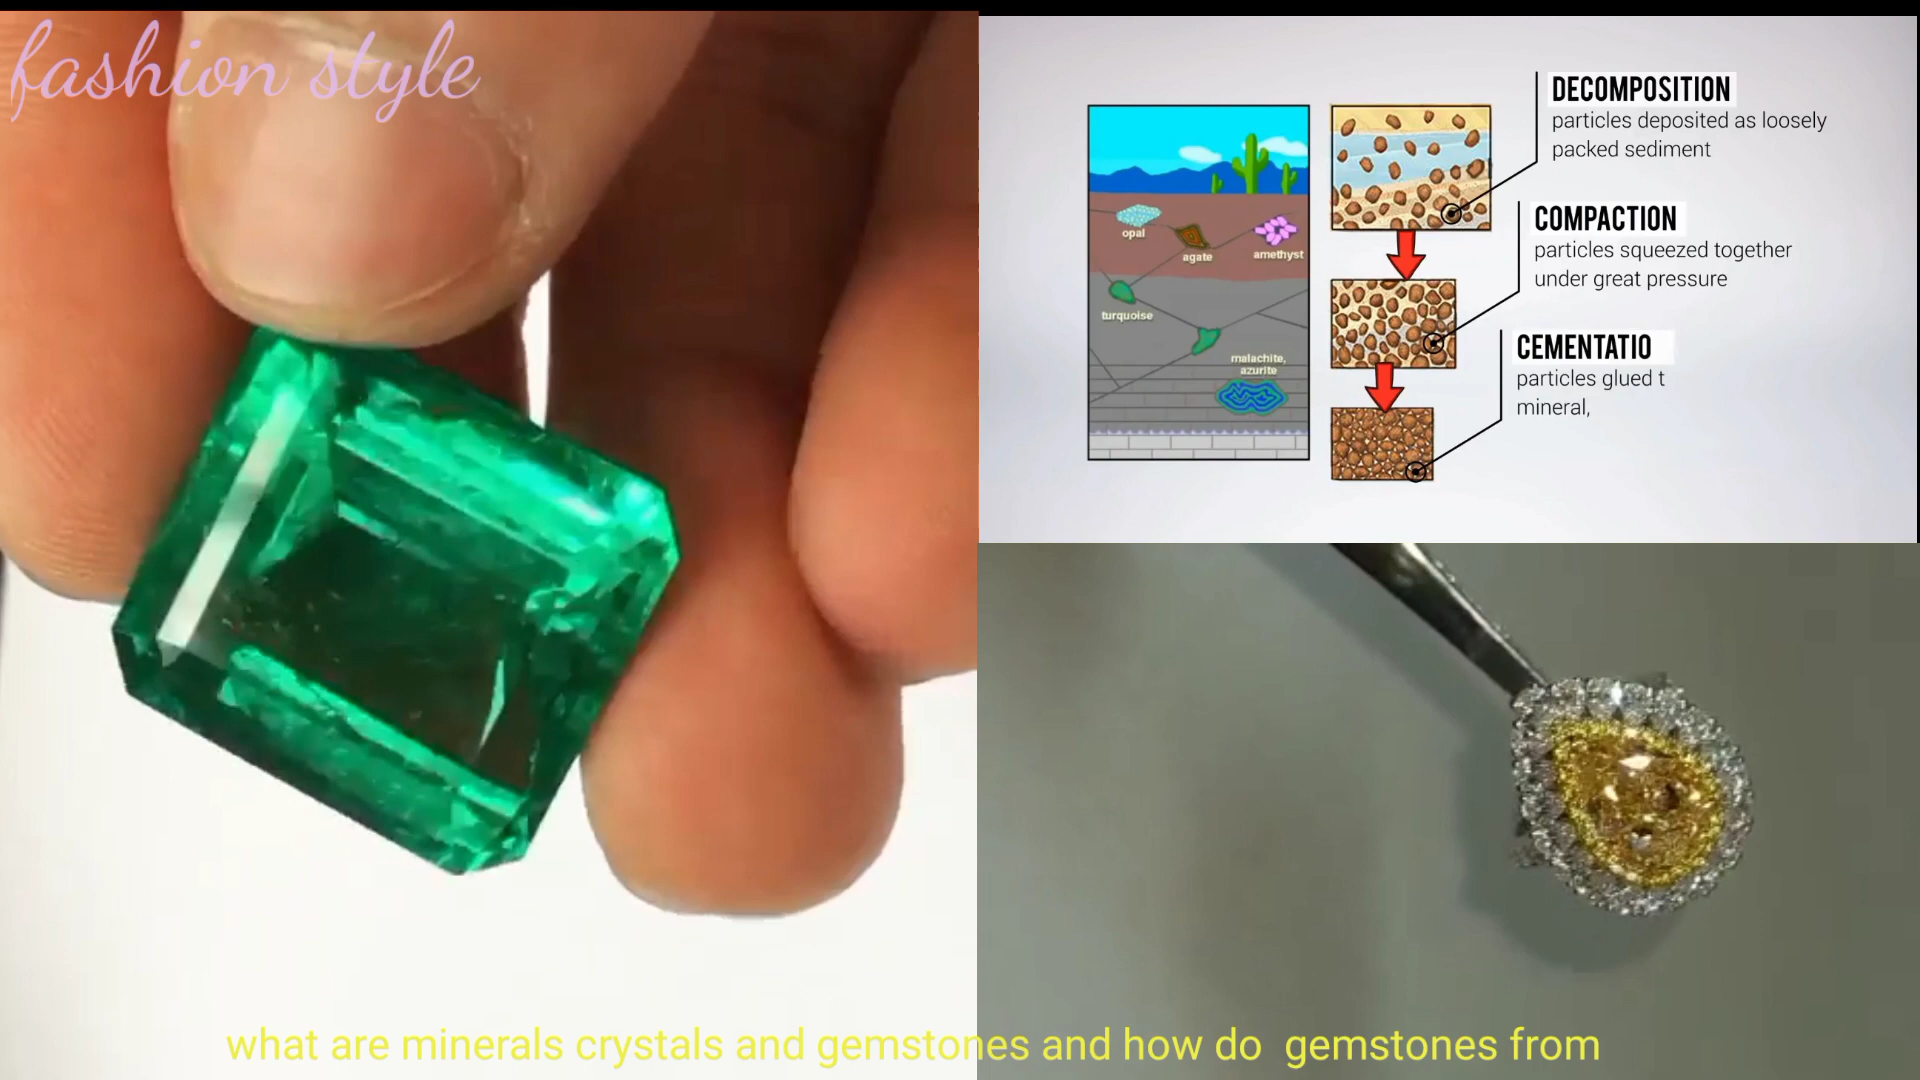 fashion style
DECOMPOSITION
particles deposited as loosely
packed sediment
COMPACTION
particles squeezed together
under great pressure
CEMENTATIO
particles glued t
mineral,
opal
agate
amethyst
turquoise
malachite,
azurite
what are minerals crystals and gemstones and how do gemstones from